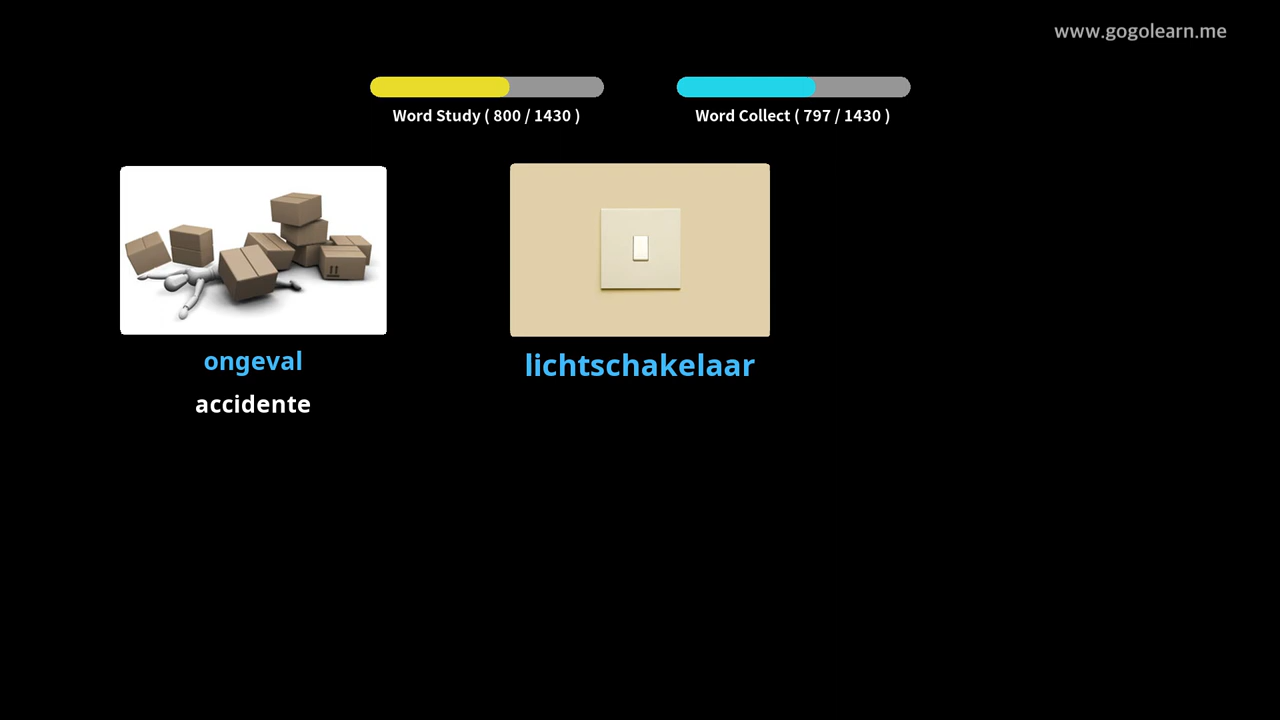 www.gogolearn.me
Word Study ( 800 / 1430 )
Word Collect ( 797 / 1430 )
ongeval
accidente
lichtschakelaar